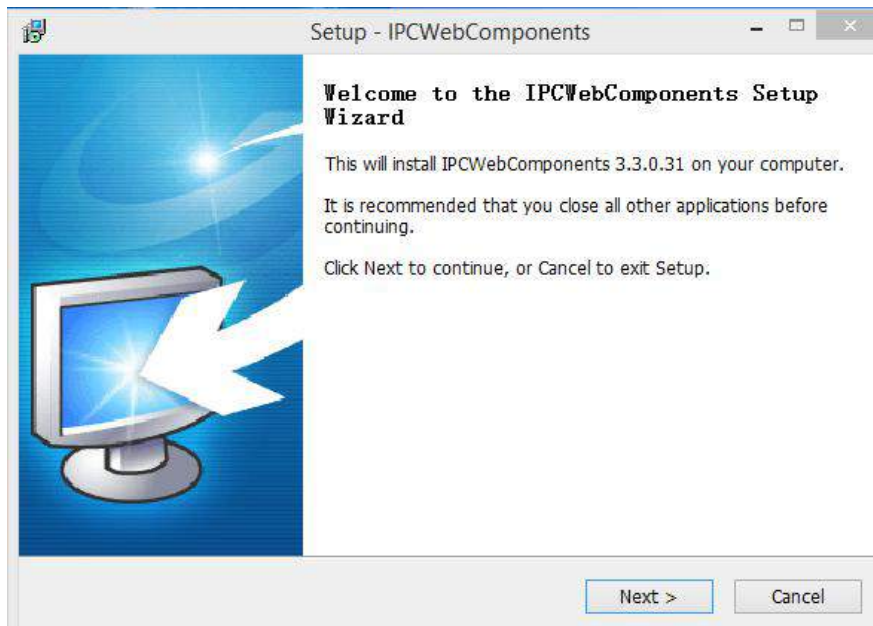 Setup - IPCWebComponents
Welcome to the IPCWebComponents Setup
Wizard
This will install IPCWebComponents 3.3.0.31 on your computer.
It is recommended that you close all other applications before
continuing.
Click Next to continue, or Cancel to exit Setup.
Next >
Cancel